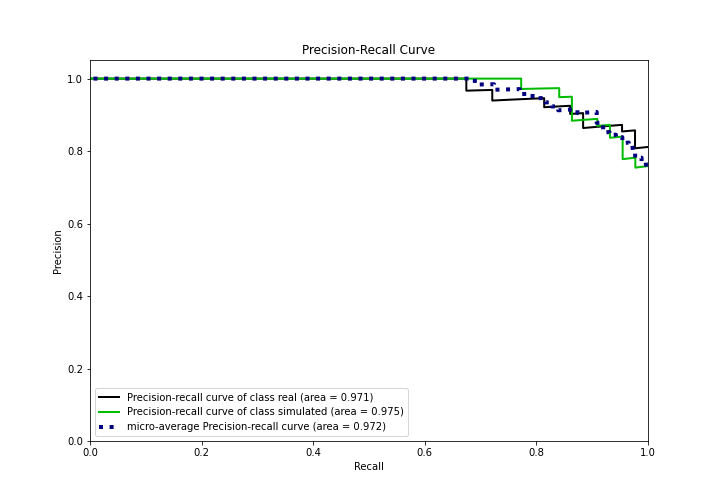 Precision-Recall Curve
1.0
0.8
0.6
0.4
0.2
0.0
Precision
Precision-recall curve of class real (area = 0.971)
Precision-recall curve of class simulated (area = 0.975)
micro-average Precision-recall curve (area = 0.972)
0.0 0.2 0.4 0.6 0.8 1.0
Recall